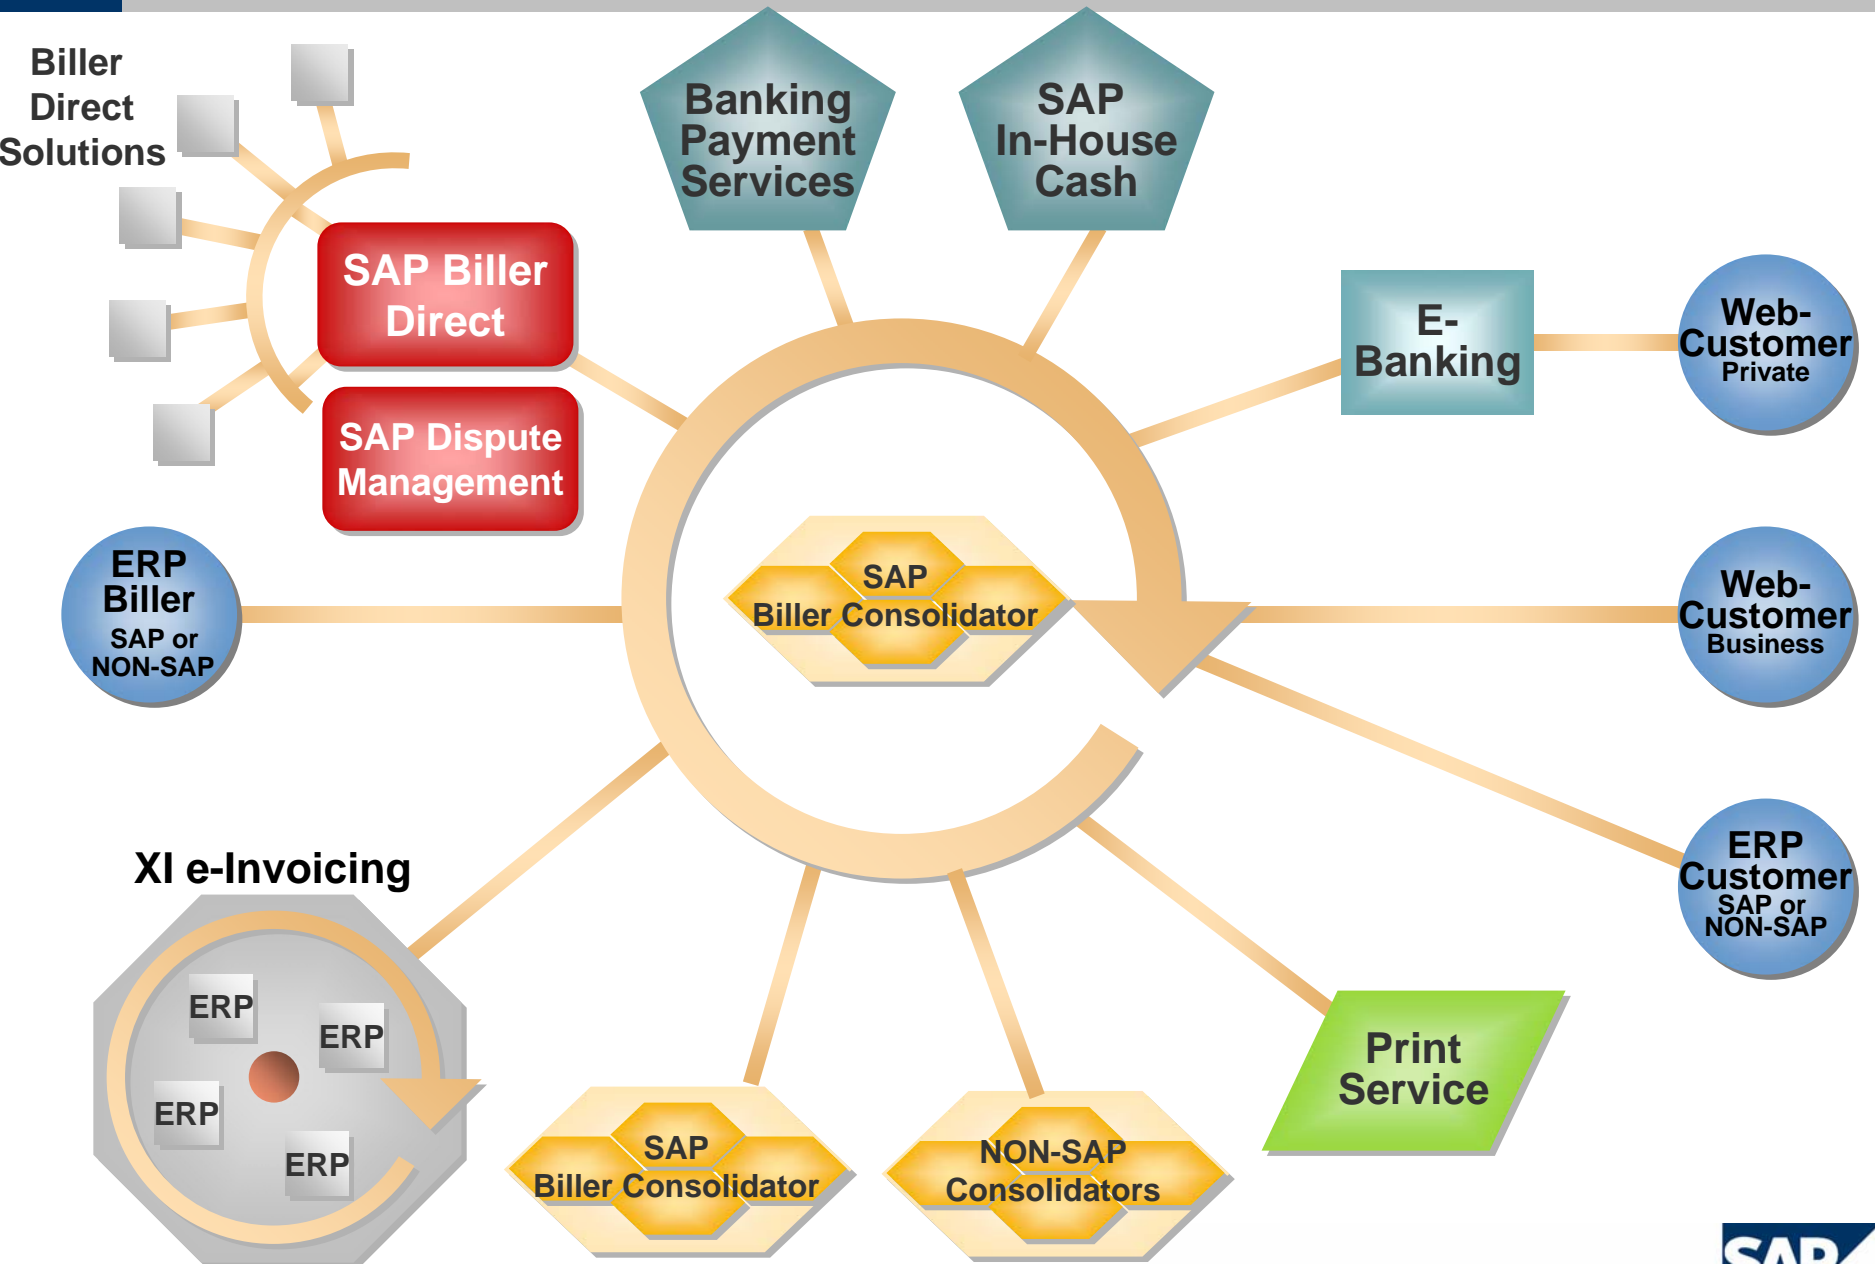 Biller
Direct
Solutions
Banking
Payment
Services
SAP
In-House
Cash
SAP Biller
Direct
E-
Banking
Web-
Customer
Private
SAP Dispute
Management
ERP
Biller
SAP or
NON-SAP
SAP
Biller Consolidator
Web-
Customer
Business
XI e-Invoicing
ERP
ERP
ERP
ERP
ERP
Customer
SAP or
NON-SAP
Print
Service
SAP
Biller Consolidator
NON-SAP
Consolidators
SAP